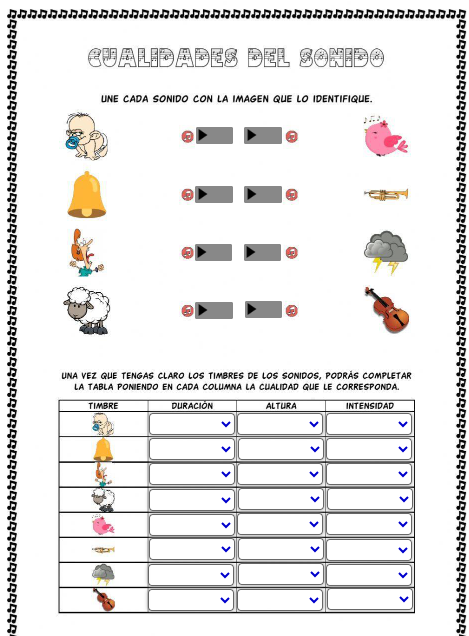 CUALIDADES DEL SONIDO
UNE CADA SONIDO CON LA IMAGEN QUE LO IDENTIFIQUE.
UNA VEZ QUE TENGAS CLARO LOS TIMBRES DE LOS SONIDOS, PODRÁS COMPLETAR
LA TABLA PONIENDO EN CADA COLUMNA LA CUALIDAD QUE LE CORRESPONDA.
TIMBRE DURACIÓN ALTURA INTENSIDAD